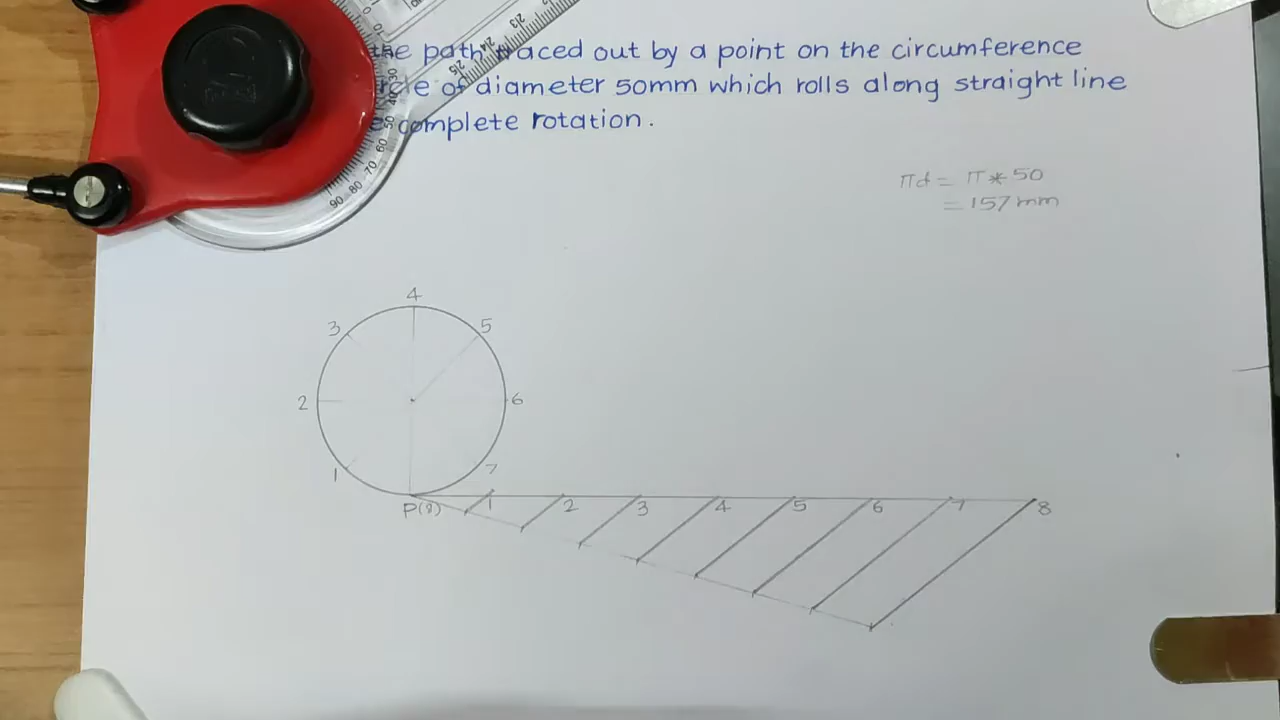 the path traced out by a point on the circumference
of diameter 50mm which rolls along straight line
complete rotation.
πd = π * 50
= 157 mm
4
3
5
2
6
1
7
P(8)
1
2
3
4
5
6
7
8